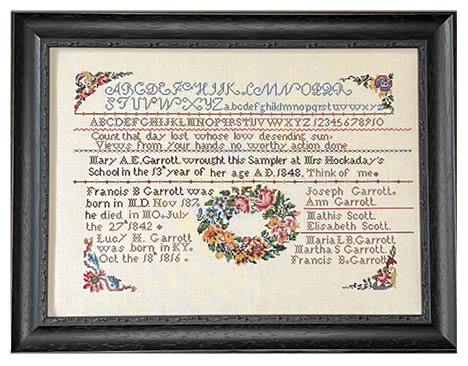 ABCDEFGHIJKLMNOPQR
STUVWXYZ abcdefghijklmnopqrstuvwxyz
ABCDEFGHIJKLMNOPQRSTUVWXYZ 12345678910
Count that day lost whose low desending sun,
Views from Your hands no worthy action done
Mary A.E. Garrott. wrought this Sampler at Mrs Hockaday's
School in the 13th year of her age A.D. 1848. Think of me
Francis B Garrott was
born in M.D. Nov
he died in MO. July
the 27th 1842
Lucy H. Garrott
was born in KY.
Oct the 18th 1816.
Joseph Garrott.
Ann Garrott.
Mathis Scott.
Elisabeth Scott.
Maria L.B. Garrott
Martha S Garrott
Francis B. Garrott